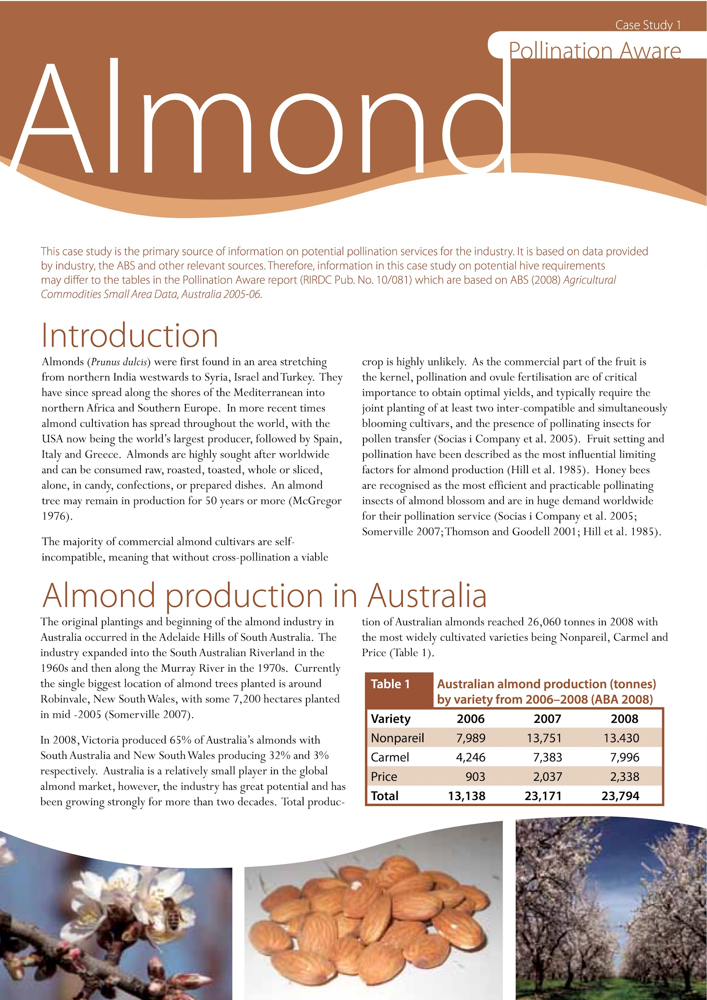 Case Study 1
Pollination Aware
Almond
This case study is the primary source of information on potential pollination services for the industry. It is based on data provided
by industry, the ABS and other relevant sources. Therefore, information in this case study on potential hive requirements
may differ to the tables in the Pollination Aware report (RIRDC Pub. No. 10/081) which are based on ABS (2008) Agricultural
Commodities Small Area Data, Australia 2005-06.
Introduction
Almonds (Prunus dulcis) were first found in an area stretching
from northern India westwards to Syria, Israel and Turkey. They
have since spread along the shores of the Mediterranean into
northern Africa and Southern Europe. In more recent times
almond cultivation has spread throughout the world, with the
USA now being the world's largest producer, followed by Spain,
Italy and Greece. Almonds are highly sought after worldwide
and can be consumed raw, roasted, toasted, whole or sliced,
alone, in candy, confections, or prepared dishes. An almond
tree may remain in production for 50 years or more (McGregor
1976).
The majority of commercial almond cultivars are self-
incompatible, meaning that without cross-pollination a viable
crop is highly unlikely. As the commercial part of the fruit is
the kernel, pollination and ovule fertilisation are of critical
importance to obtain optimal yields, and typically require the
joint planting of at least two inter-compatible and simultaneously
blooming cultivars, and the presence of pollinating insects for
pollen transfer (Socias i Company et al. 2005). Fruit setting and
pollination have been described as the most influential limiting
factors for almond production (Hill et al. 1985). Honey bees
are recognised as the most efficient and practicable pollinating
insects of almond blossom and are in huge demand worldwide
for their pollination service (Socias i Company et al. 2005;
Somerville 2007; Thomson and Goodell 2001; Hill et al. 1985).
Almond production in Australia
The original plantings and beginning of the almond industry in
Australia occurred in the Adelaide Hills of South Australia. The
industry expanded into the South Australian Riverland in the
1960s and then along the Murray River in the 1970s. Currently
the single biggest location of almond trees planted is around
Robinvale, New South Wales, with some 7,200 hectares planted
in mid -2005 (Somerville 2007).
In 2008, Victoria produced 65% of Australia's almonds with
South Australia and New South Wales producing 32% and 3%
respectively. Australia is a relatively small player in the global
almond market, however, the industry has great potential and has
been growing strongly for more than two decades. Total produc-
tion of Australian almonds reached 26,060 tonnes in 2008 with
the most widely cultivated varieties being Nonpareil, Carmel and
Price (Table 1).
Table 1 Australian almond production (tonnes)
by variety from 2006–2008 (ABA 2008)
Variety 2006 2007 2008
Nonpareil 7,989 13,751 13.430
Carmel 4,246 7,383 7,996
Price 903 2,037 2,338
Total 13,138 23,171 23,794